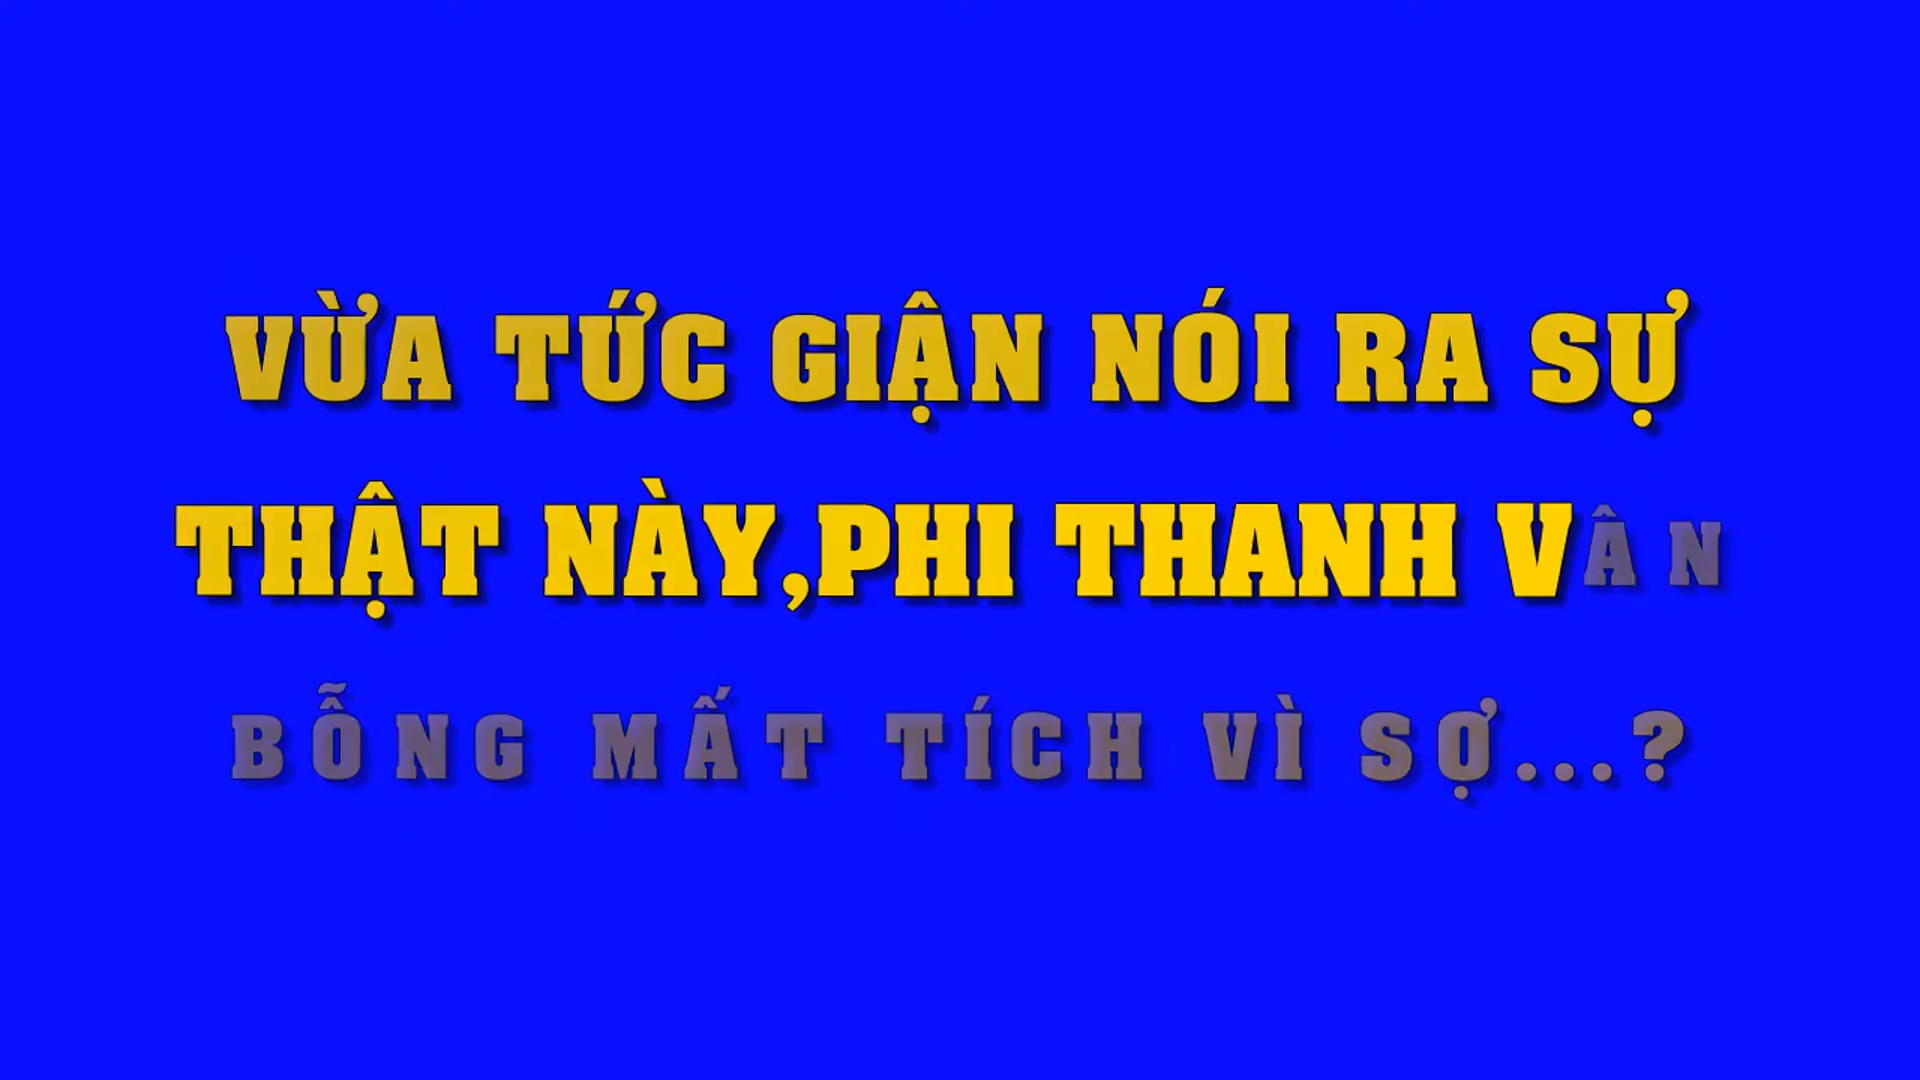 VỪA TỨC GIẬN NÓI RA SỰ
THẬT NÀY,PHI THANH VÂN
BỖNG MẤT TÍCH VÌ SỢ...?